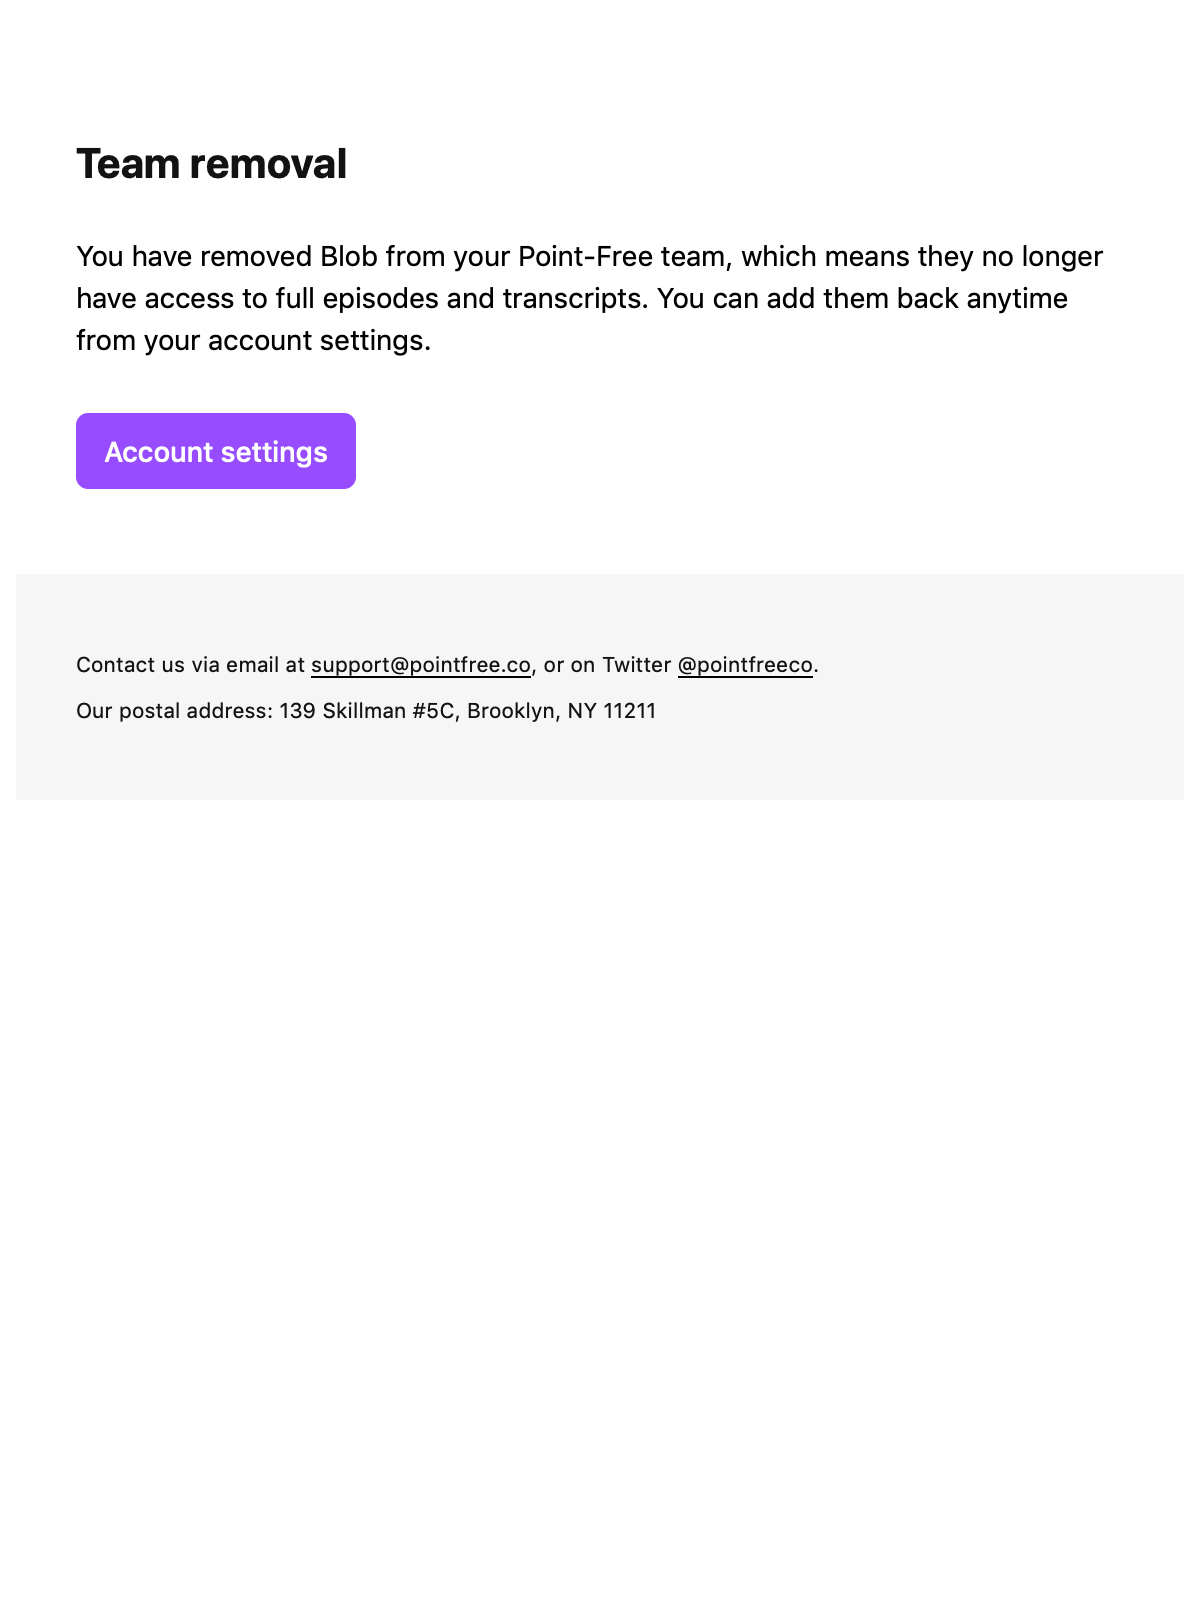 Team removal
You have removed Blob from your Point-Free team, which means they no longer
have access to full episodes and transcripts. You can add them back anytime
from your account settings.
Account settings
Contact us via email at support@pointfree.co, or on Twitter @pointfreeco.
Our postal address: 139 Skillman #5C, Brooklyn, NY 11211